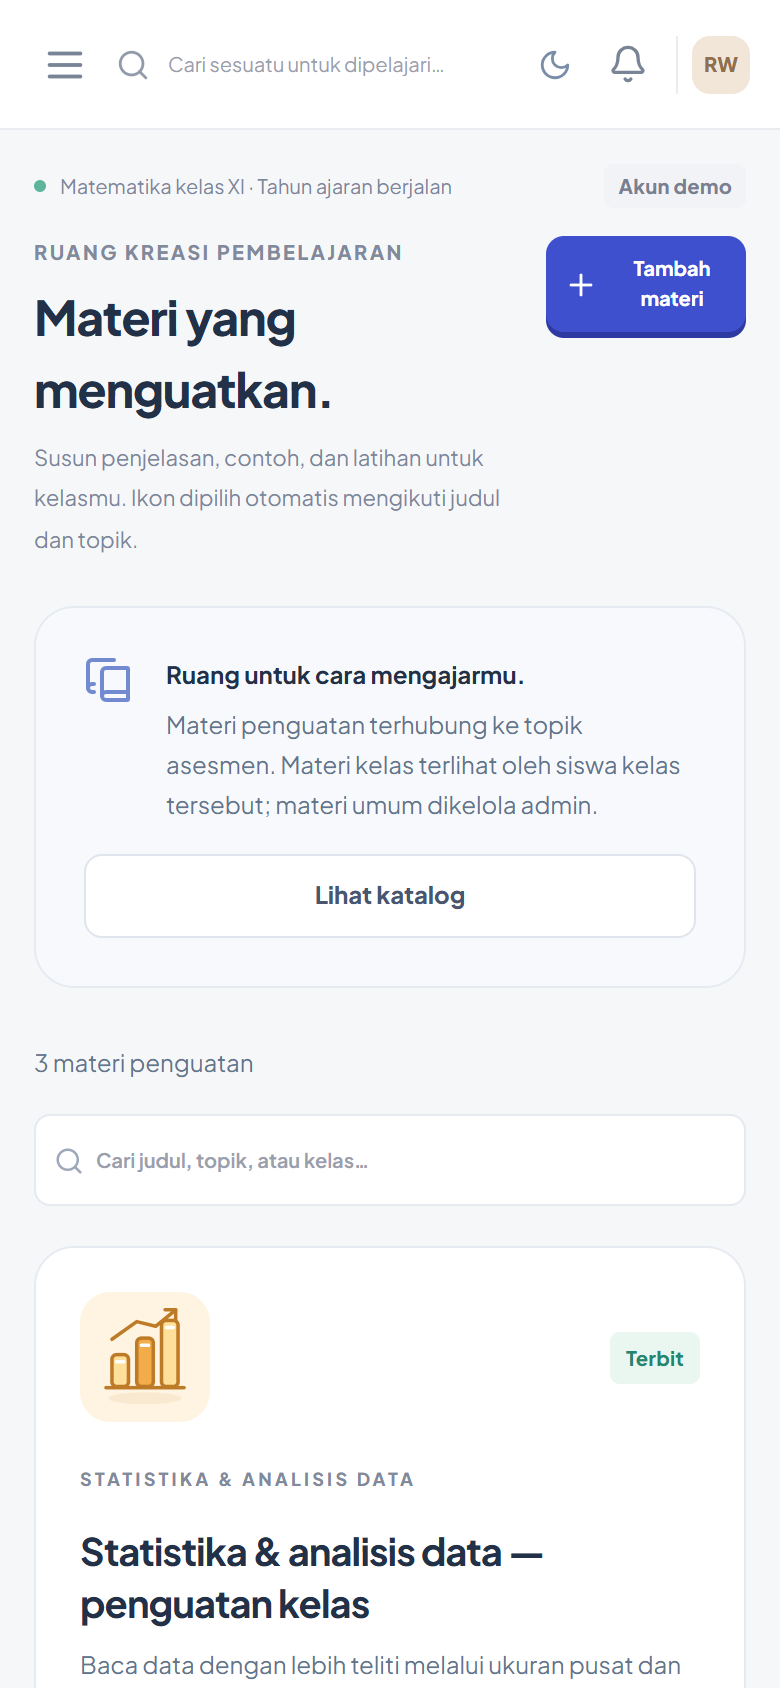 Cari sesuatu untuk dipelajari...
RW
Matematika kelas XI · Tahun ajaran berjalan
Akun demo
RUANG KREASI PEMBELAJARAN
Tambah
materi
Materi yang
menguatkan.
Susun penjelasan, contoh, dan latihan untuk
kelasmu. Ikon dipilih otomatis mengikuti judul
dan topik.
Ruang untuk cara mengajarmu.
Materi penguatan terhubung ke topik
asesmen. Materi kelas terlihat oleh siswa kelas
tersebut; materi umum dikelola admin.
Lihat katalog
3 materi penguatan
Cari judul, topik, atau kelas...
Terbit
STATISTIKA & ANALISIS DATA
Statistika & analisis data —
penguatan kelas
Baca data dengan lebih teliti melalui ukuran pusat dan